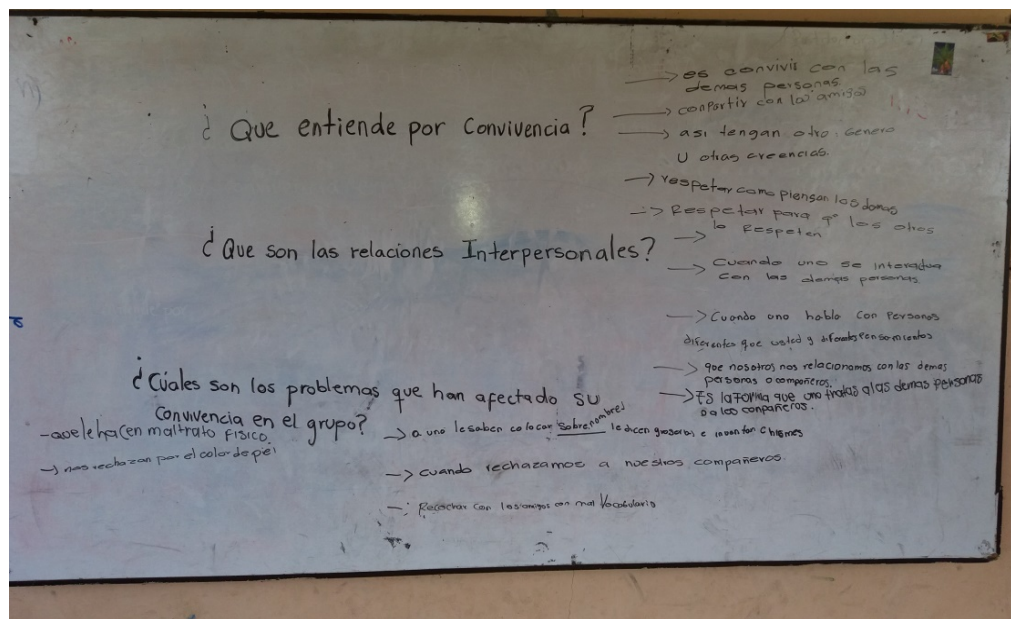 ¿ Que entiende por Convivencia?
→ es convivir con las
demas personas.
→ conpartir con los amigos
→ asi tengan otro genero
U otras creencias.
→ respetar como piensan los demas
→ Respetar para q° los otros
→ lo Respeten
¿Que son las relaciones Interpersonales?
→ Cuando uno se interactua
con las demas personas
→ Cuando uno habla con Personas
diferentes que usted y diferentes Pensamientos
→ que nosotros nos relacionamos con las demas
personas o compañeros.
→ ES la Forma que uno trata a las demas personas
o a los conpañeros.
¿Cúales son los problemas que han afectado su
Convivencia en el grupo?
- que le hacen maltrato FISICO.
→ nos rechazan por el color de piel
→ a uno le saben colocar sobrenombres le dicen groserias e inventan chismes
→ cuando rechazamos a nuestros compañeros
→ Recochar con los amigos con mal Vocabulario